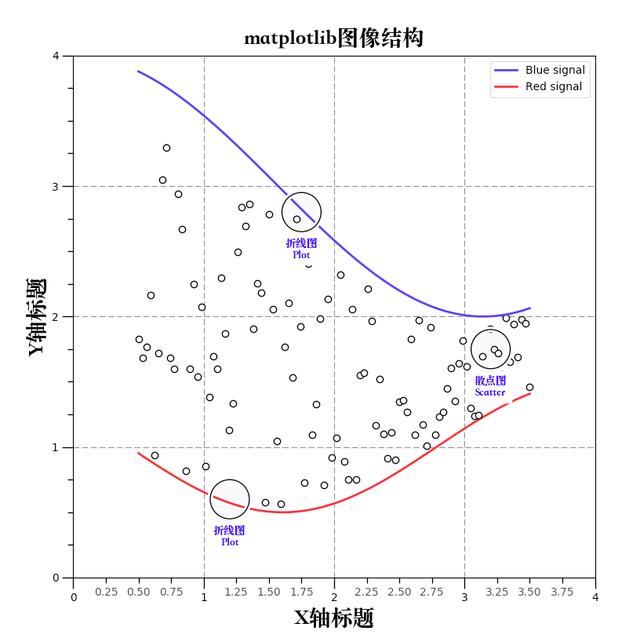 matplotlib图像结构
Blue signal
Red signal
Y轴标题
4
3
2
1
0
折线图
Plot
散点图
Scatter
折线图
Plot
0 0.25 0.50 0.75 1 1.25 1.50 1.75 2 2.25 2.50 2.75 3 3.25 3.50 3.75 4
X轴标题